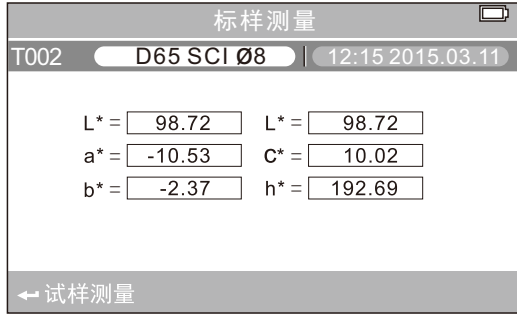 标样测量
T002 D65 SCI Ø8 12:15 2015.03.11
L* = 98.72 L* = 98.72
a* = -10.53 C* = 10.02
b* = -2.37 h* = 192.69
试样测量